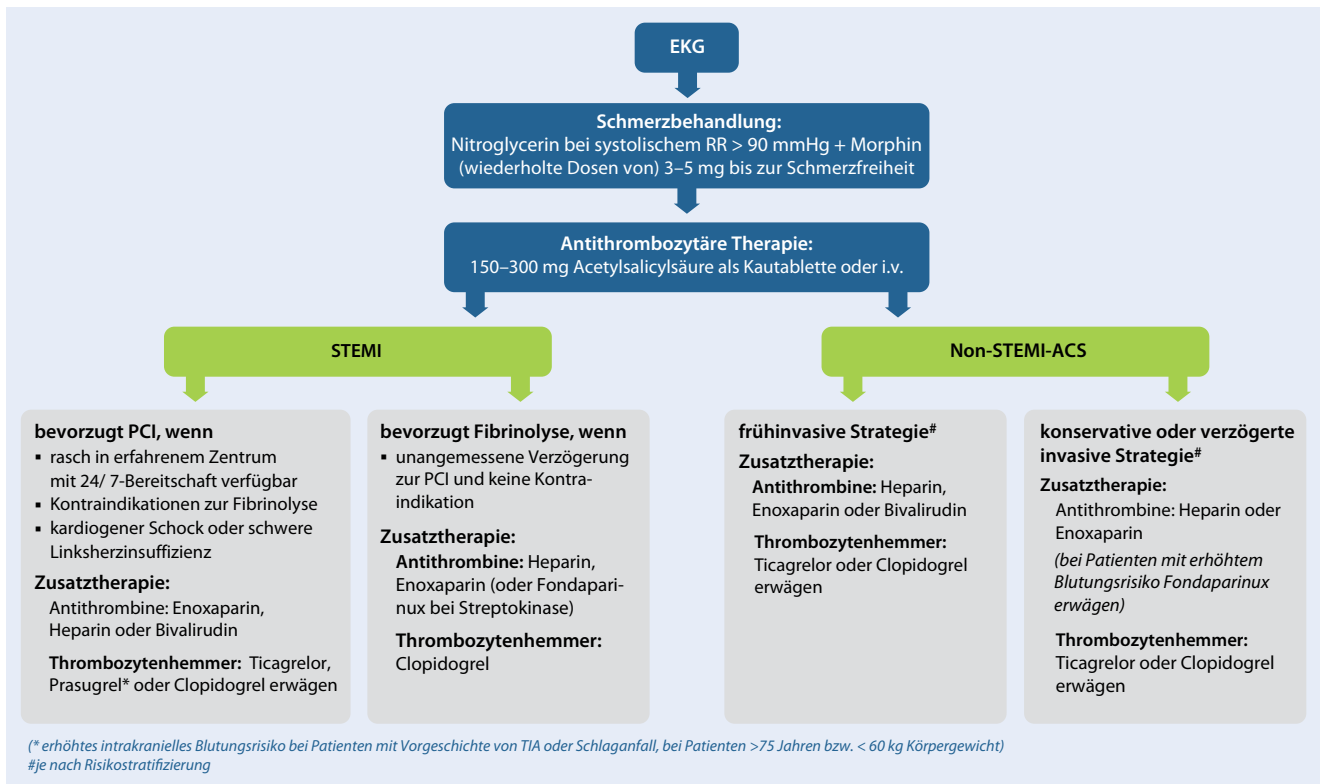 EKG
Schmerzbehandlung:
Nitroglycerin bei systolischem RR > 90 mmHg + Morphin
(wiederholte Dosen von) 3–5 mg bis zur Schmerzfreiheit
Antithrombozytäre Therapie:
150–300 mg Acetylsalicylsäure als Kautablette oder i.v.
STEMI
Non-STEMI-ACS
bevorzugt PCI, wenn
▪ rasch in erfahrenem Zentrum
mit 24/ 7-Bereitschaft verfügbar
▪ Kontraindikationen zur Fibrinolyse
▪ kardiogener Schock oder schwere
Linksherzinsuffizienz
Zusatztherapie:
Antithrombine: Enoxaparin,
Heparin oder Bivalirudin
Thrombozytenhemmer: Ticagrelor,
Prasugrel* oder Clopidogrel erwägen
bevorzugt Fibrinolyse, wenn
▪ unangemessene Verzögerung
zur PCI und keine Kontra-
indikation
Zusatztherapie:
Antithrombine: Heparin,
Enoxaparin (oder Fondapari-
nux bei Streptokinase)
Thrombozytenhemmer:
Clopidogrel
frühinvasive Strategie#
Zusatztherapie:
Antithrombine: Heparin,
Enoxaparin oder Bivalirudin
Thrombozytenhemmer:
Ticagrelor oder Clopidogrel
erwägen
konservative oder verzögerte
invasive Strategie#
Zusatztherapie:
Antithrombine: Heparin oder
Enoxaparin
(bei Patienten mit erhöhtem
Blutungsrisiko Fondaparinux
erwägen)
Thrombozytenhemmer:
Ticagrelor oder Clopidogrel
erwägen
(* erhöhtes intrakranielles Blutungsrisiko bei Patienten mit Vorgeschichte von TIA oder Schlaganfall, bei Patienten >75 Jahren bzw. < 60 kg Körpergewicht)
#je nach Risikostratifizierung